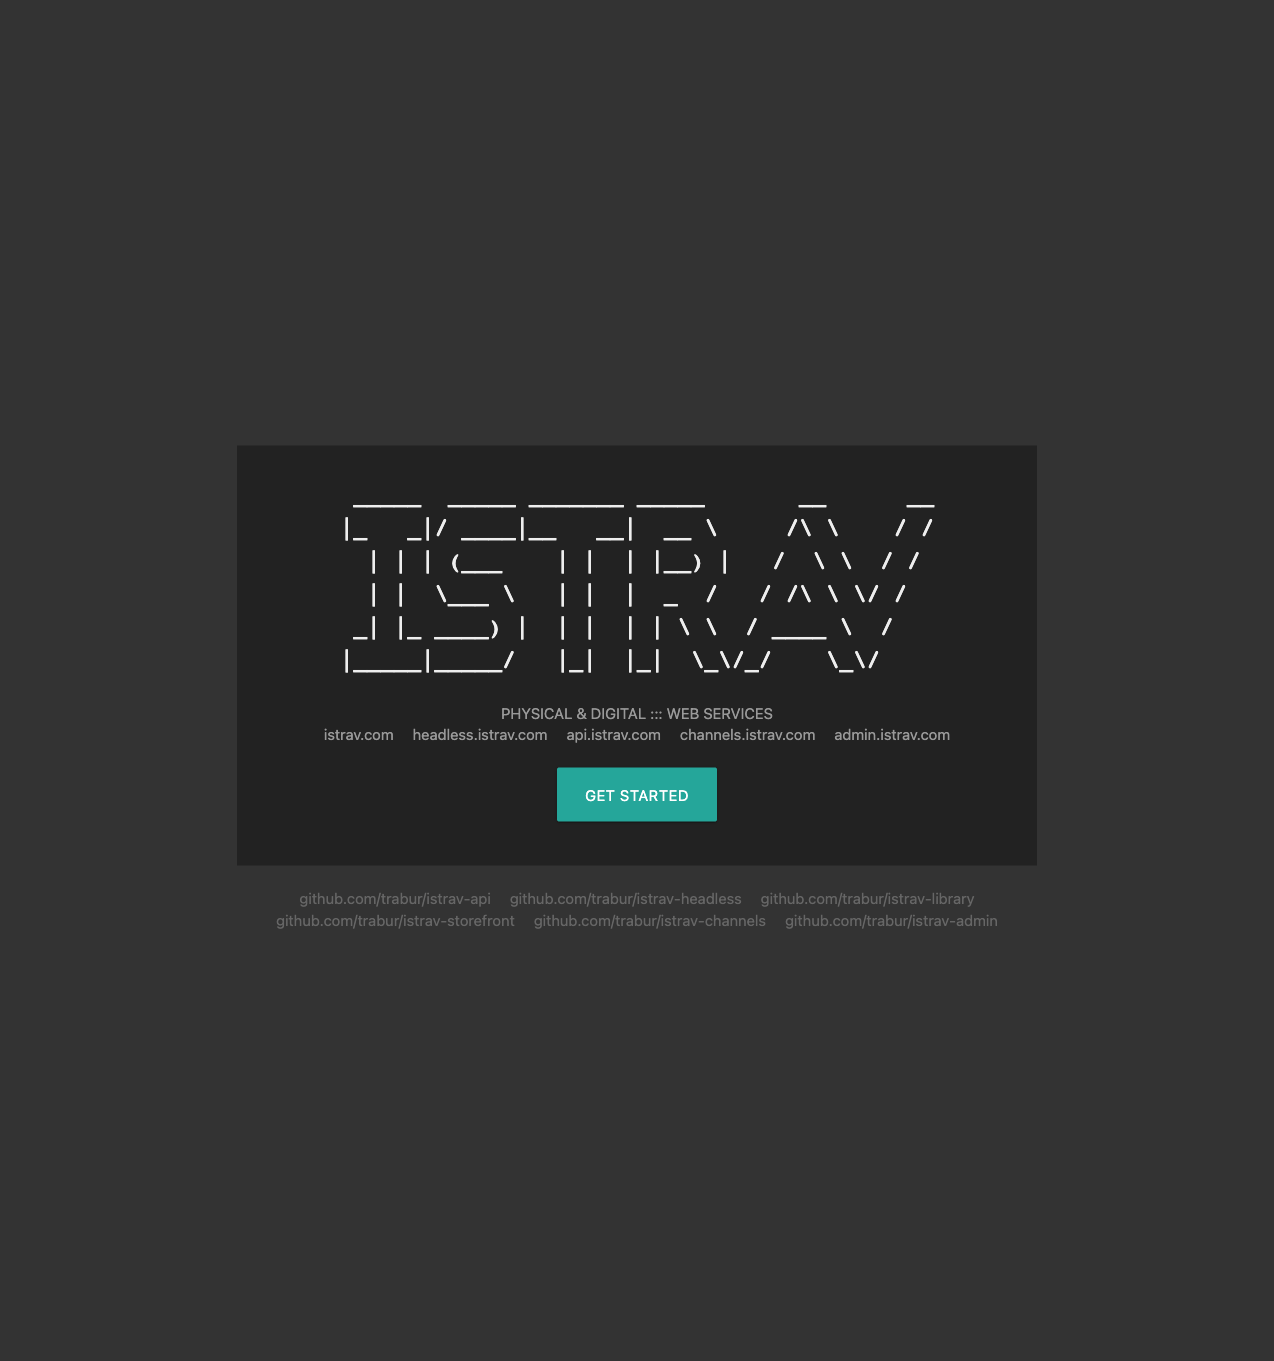 ISTRAV
PHYSICAL & DIGITAL ::: WEB SERVICES
istrav.com headless.istrav.com api.istrav.com channels.istrav.com admin.istrav.com
GET STARTED
github.com/trabur/istrav-api github.com/trabur/istrav-headless github.com/trabur/istrav-library
github.com/trabur/istrav-storefront github.com/trabur/istrav-channels github.com/trabur/istrav-admin